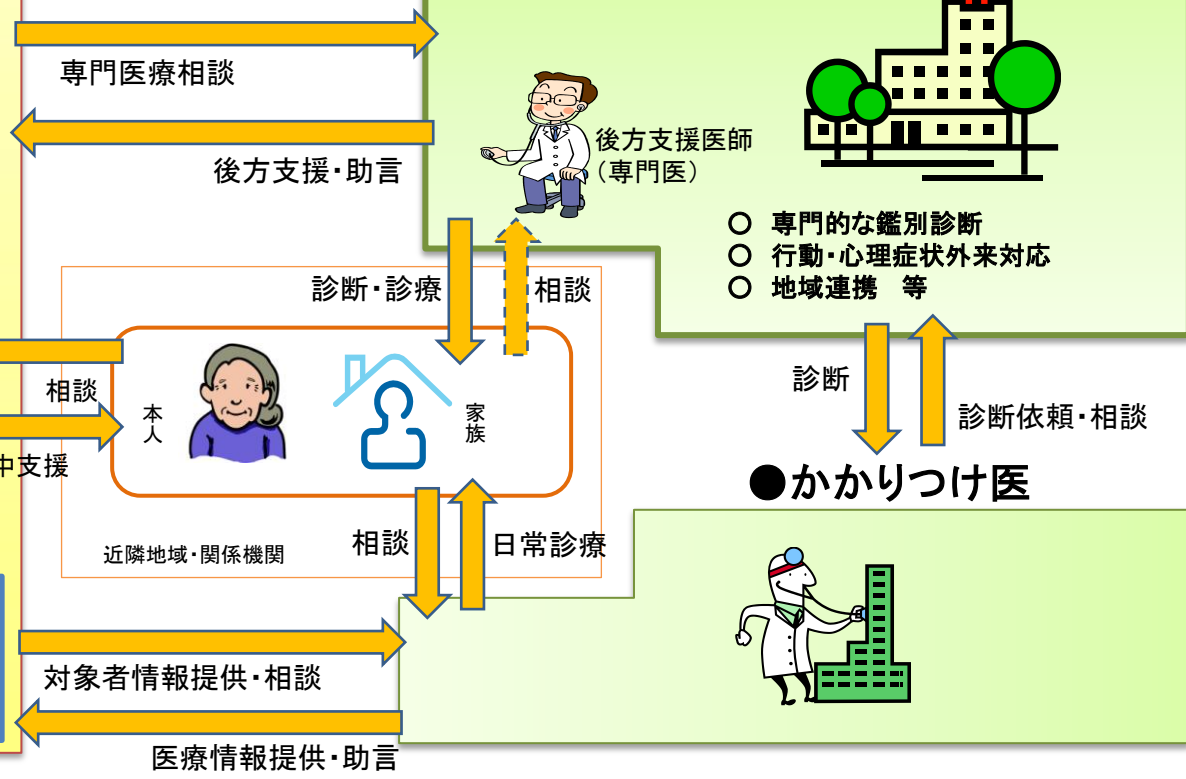 専門医療相談
後方支援・助言
後方支援医師
（専門医）
○ 専門的な鑑別診断
○ 行動・心理症状外来対応
○ 地域連携 等
診断・診療
相談
相談
本人
家族
中支援
診断
診断依頼・相談
●かかりつけ医
近隣地域・関係機関
相談
日常診療
対象者情報提供・相談
医療情報提供・助言